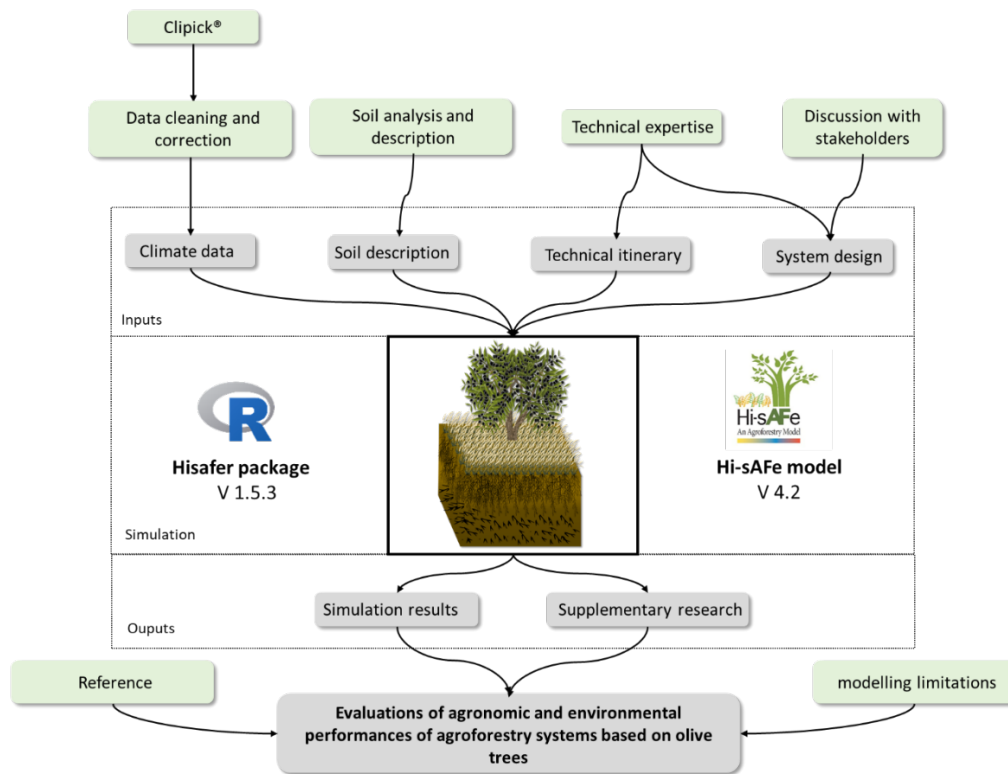 Clipick®
Data cleaning and
correction
Soil analysis and
description
Technical expertise
Discussion with
stakeholders
Climate data
Soil description
Technical itinerary
System design
Inputs
R
Hisafer package
V 1.5.3
Hi-sAFe
An Agroforestry Model
Hi-sAFe model
V 4.2
Simulation
Simulation results
Supplementary research
Ouputs
Reference
modelling limitations
Evaluations of agronomic and environmental
performances of agroforestry systems based on olive
trees